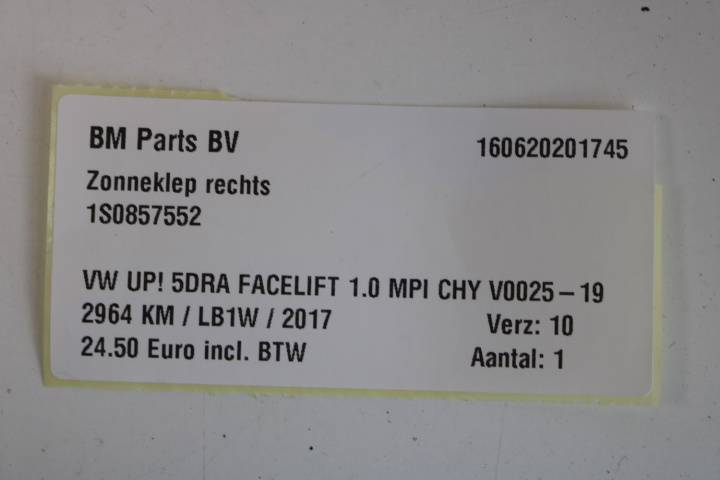 BM Parts BV 160620201745
Zonneklep rechts
1S0857552
VW UP! 5DRA FACELIFT 1.0 MPI CHY V0025-19
2964 KM / LB1W / 2017 Verz: 10
24.50 Euro incl. BTW Aantal: 1